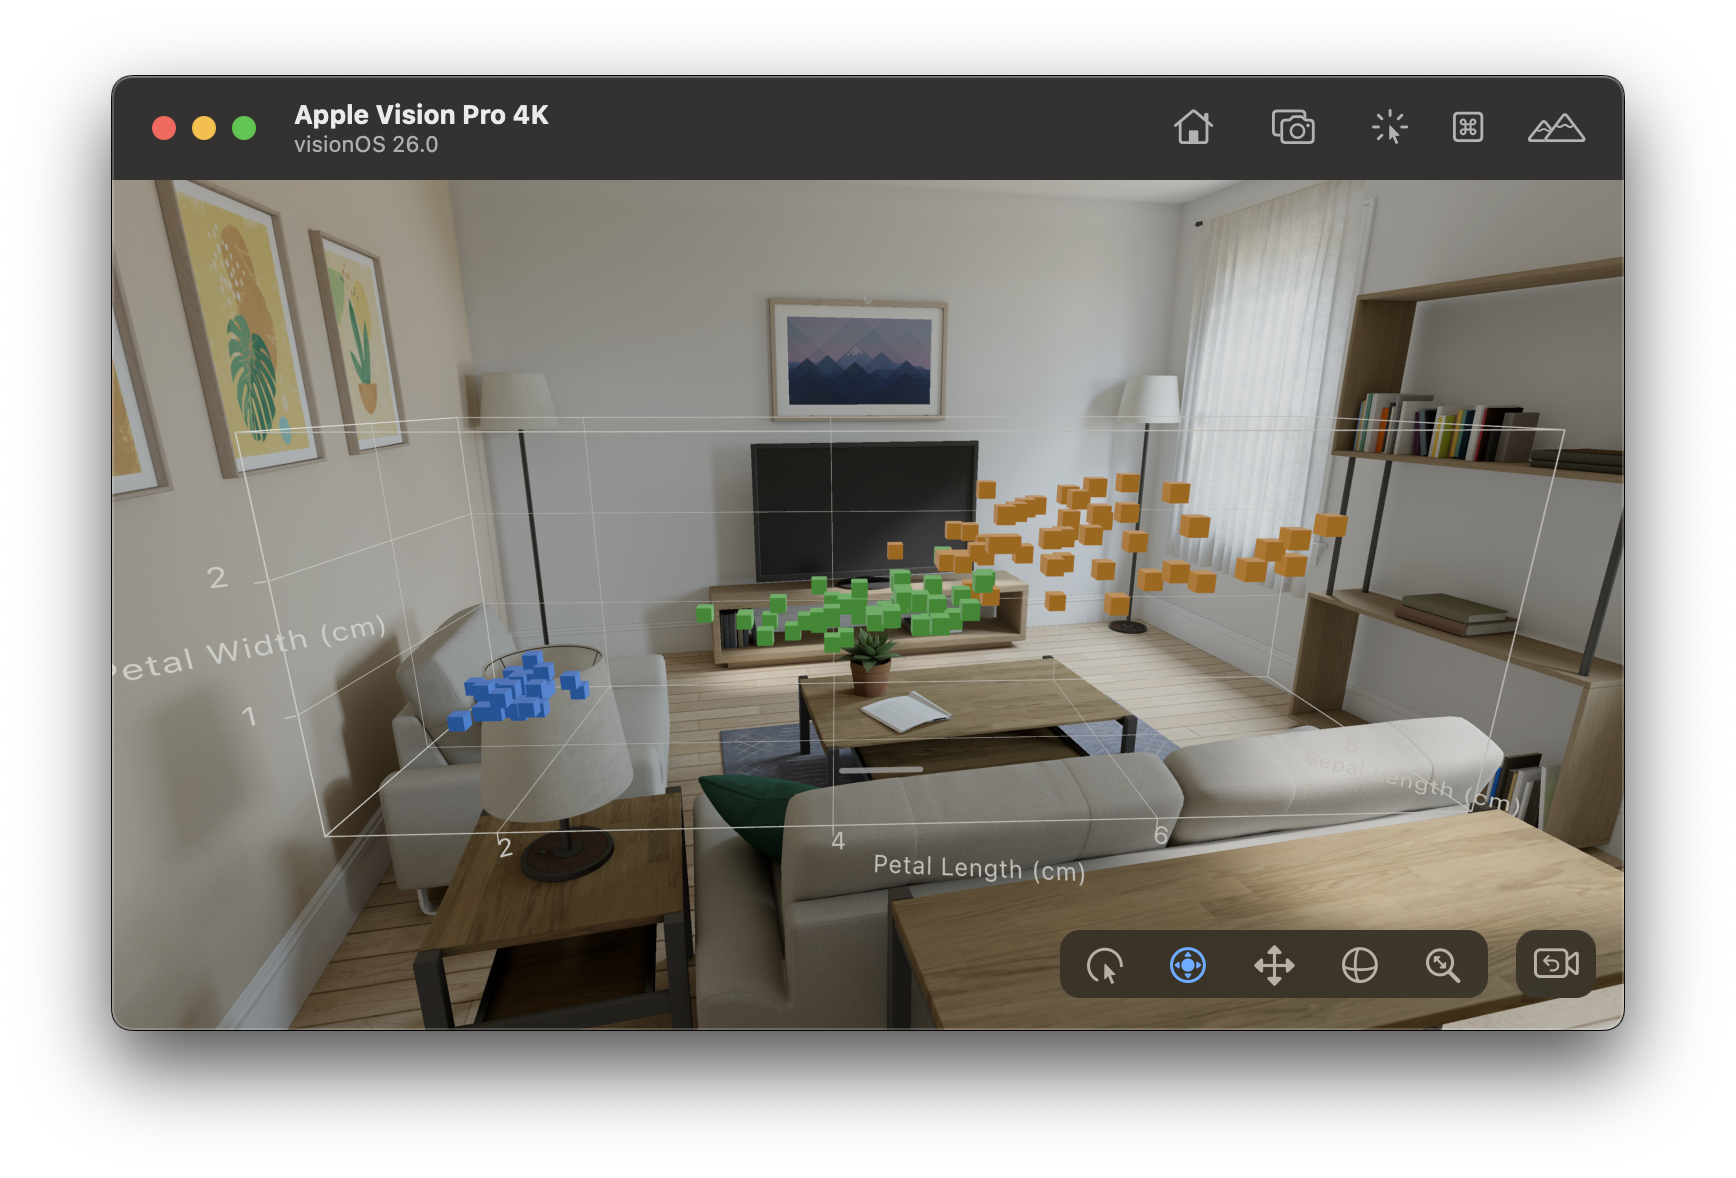 Apple Vision Pro 4K
visionOS 26.0
2
Petal Width (cm)
1
6
Sepal Length (cm)
2
4
6
Petal Length (cm)